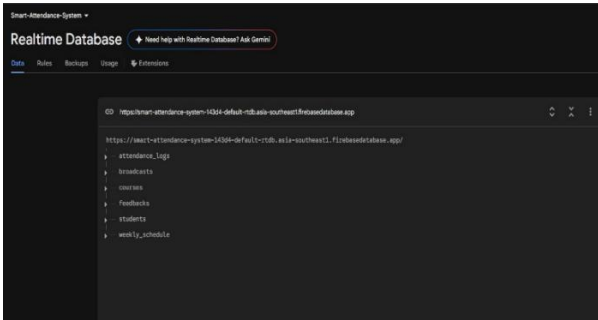 Smart-Attendance-System
Realtime Database
Need help with Realtime Database? Ask Gemini
Data Rules Backups Usage Extensions
https://smart-attendance-system-143d4-default-rtdb.asia-southeast1.firebasedatabase.app
https://smart-attendance-system-143d4-default-rtdb.asia-southeast1.firebasedatabase.app/
attendance_logs
broadcasts
courses
feedbacks
students
weekly_schedule